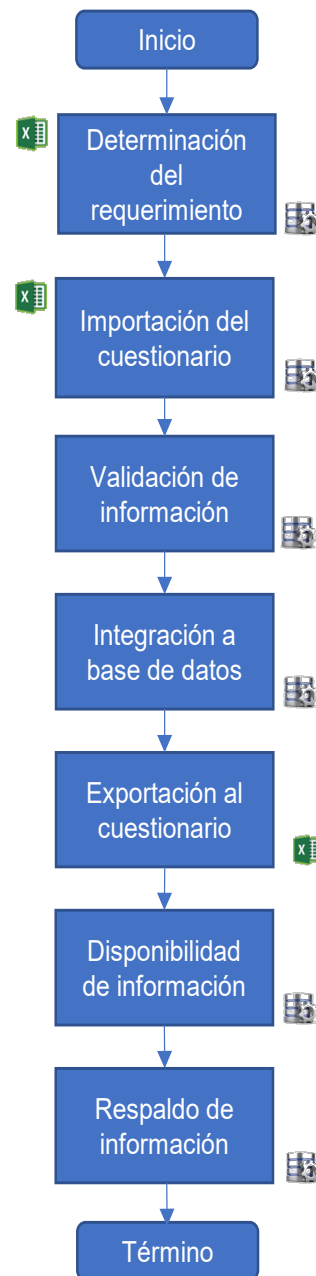 Inicio
Determinación
del
requerimiento
Importación del
cuestionario
Validación de
información
Integración a
base de datos
Exportación al
cuestionario
Disponibilidad
de información
Respaldo de
información
Término